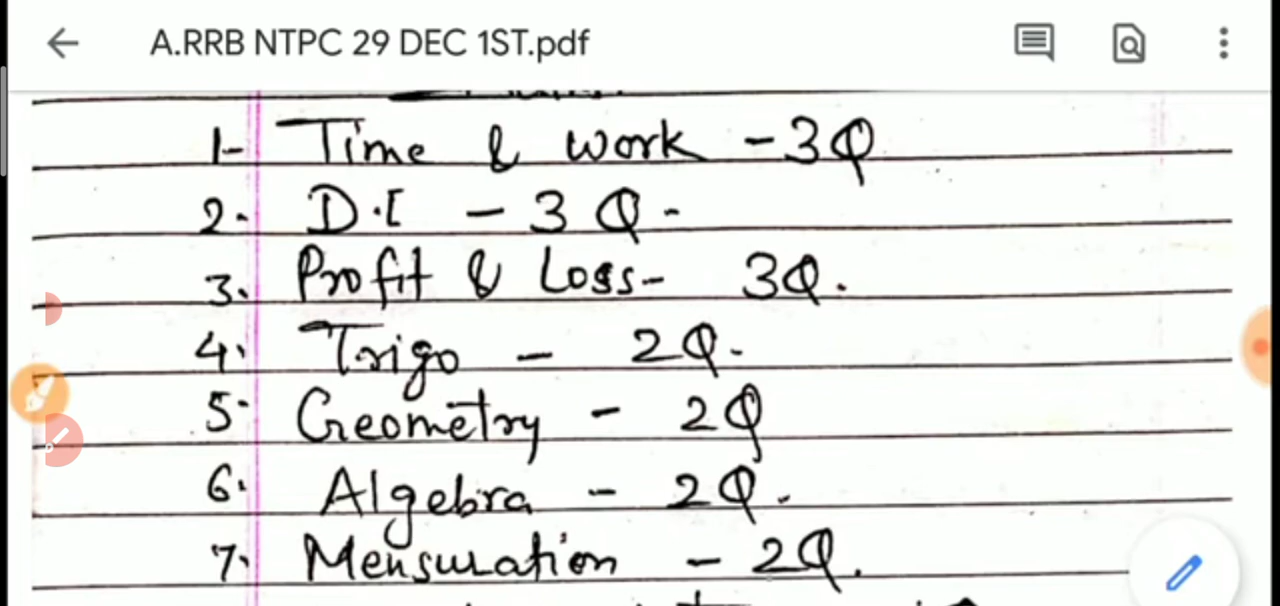 A.RRB NTPC 29 DEC 1ST.pdf
1- Time & Work - 3Q
2. D.I - 3 Q -
3. Profit & Loss- 3Q.
4. Trigo - 2Q.
5. Geometry - 2Q
6. Algebra - 2Q.
7. Mensuration - 2Q.